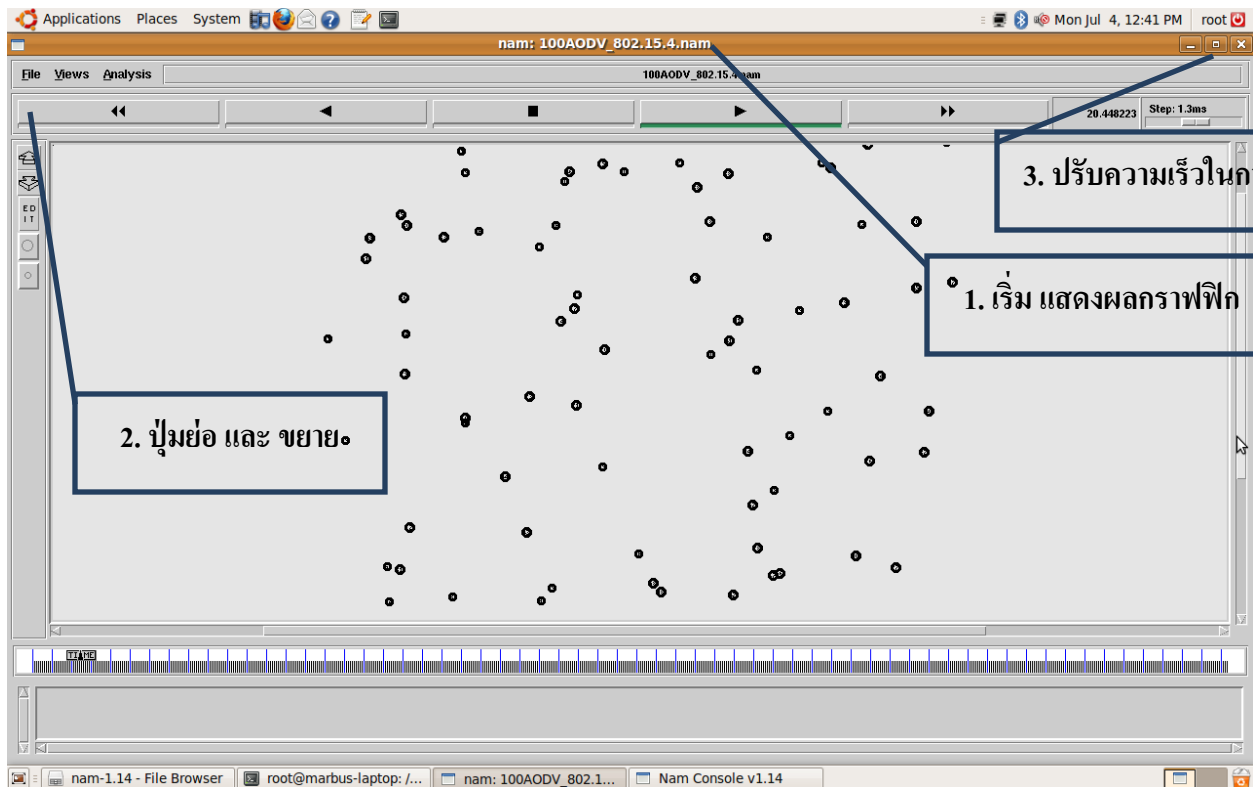 Applications Places System Mon Jul 4, 12:41 PM root
nam: 100AODV_802.15.4.nam
File Views Analysis 100AODV_802.15.4.nam
20.448223 Step: 1.3ms
ED
IT
3. ปรับความเร็วใน
1. เริ่ม แสดงผลกราฟฟิก
2. ปุ่มย่อ และ ขยาย
TIME
nam-1.14 - File Browser root@marbus-laptop: /... nam: 100AODV_802.1... Nam Console v1.14